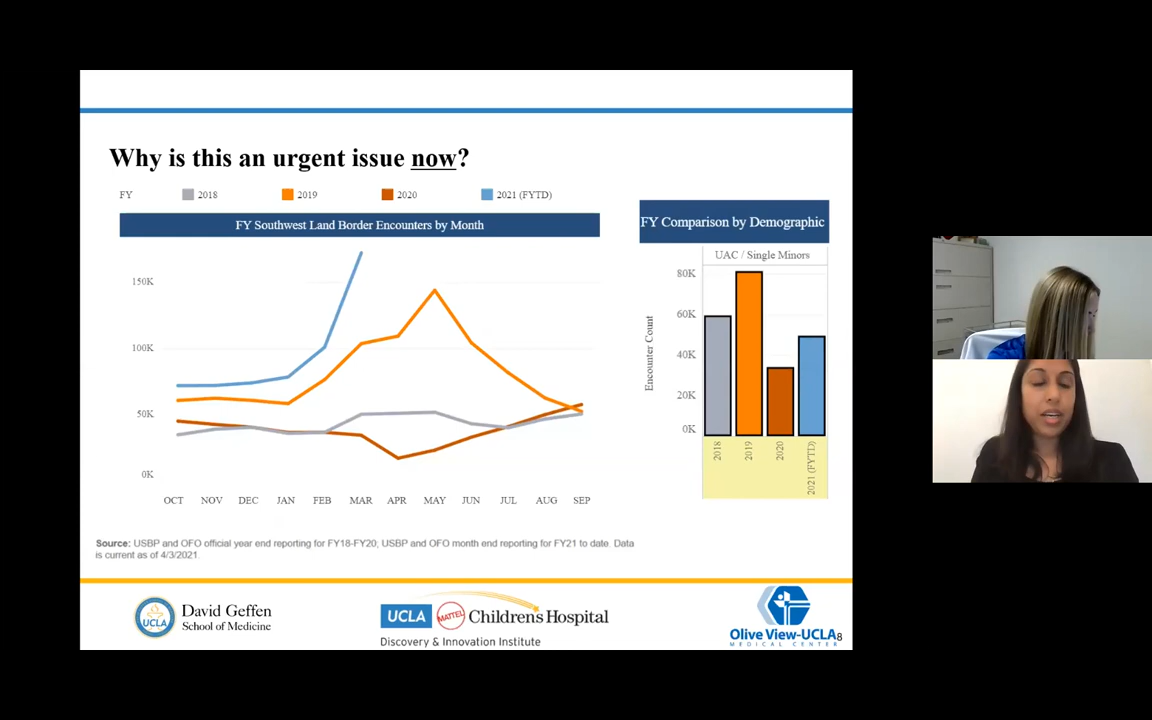 Why is this an urgent issue now?
FY 2018 2019 2020 2021 (FYTD)
FY Southwest Land Border Encounters by Month
150K
100K
50K
0K
OCT NOV DEC JAN FEB MAR APR MAY JUN JUL AUG SEP
FY Comparison by Demographic
UAC / Single Minors
Encounter Count
80K
60K
40K
20K
0K
2018 2019 2020 2021 (FYTD)
Source: USBP and OFO official year end reporting for FY18-FY20; USBP and OFO month end reporting for FY21 to date. Data
is current as of 4/3/2021.
UCLA
David Geffen
School of Medicine
UCLA MATTEL Children's Hospital
Discovery & Innovation Institute
Olive View-UCLA
MEDICAL CENTER
8